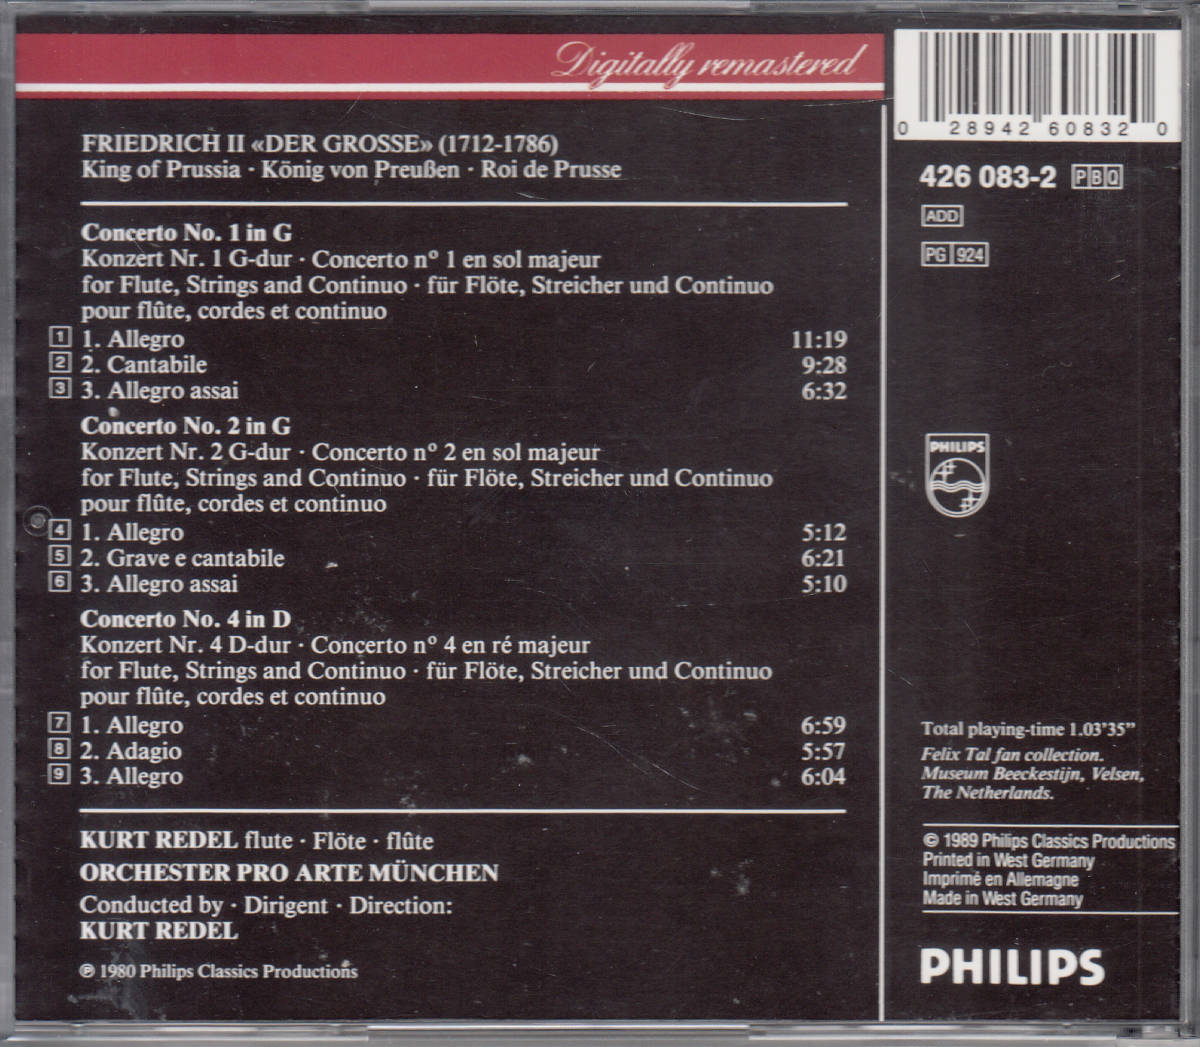 Digitally remastered
FRIEDRICH II «DER GROSSE» (1712-1786)
King of Prussia · König von Preußen · Roi de Prusse
Concerto No. 1 in G
Konzert Nr. 1 G-dur · Concerto nº 1 en sol majeur
for Flute, Strings and Continuo · für Flöte, Streicher und Continuo
pour flûte, cordes et continuo
1 1. Allegro 11:19
2 2. Cantabile 9:28
3 3. Allegro assai 6:32
Concerto No. 2 in G
Konzert Nr. 2 G-dur · Concerto nº 2 en sol majeur
for Flute, Strings and Continuo · für Flöte, Streicher und Continuo
pour flûte, cordes et continuo
4 1. Allegro 5:12
5 2. Grave e cantabile 6:21
6 3. Allegro assai 5:10
Concerto No. 4 in D
Konzert Nr. 4 D-dur · Concerto nº 4 en ré majeur
for Flute, Strings and Continuo · für Flöte, Streicher und Continuo
pour flûte, cordes et continuo
7 1. Allegro 6:59
8 2. Adagio 5:57
9 3. Allegro 6:04
KURT REDEL flute · Flöte · flûte
ORCHESTER PRO ARTE MÜNCHEN
Conducted by · Dirigent · Direction:
KURT REDEL
℗ 1980 Philips Classics Productions
0 28942 60832 0
426 083-2 PBQ
ADD
PG 924
PHILIPS
Total playing-time 1.03'35"
Felix Tal fan collection.
Museum Beeckestijn, Velsen,
The Netherlands.
© 1989 Philips Classics Productions
Printed in West Germany
Imprimé en Allemagne
Made in West Germany
PHILIPS